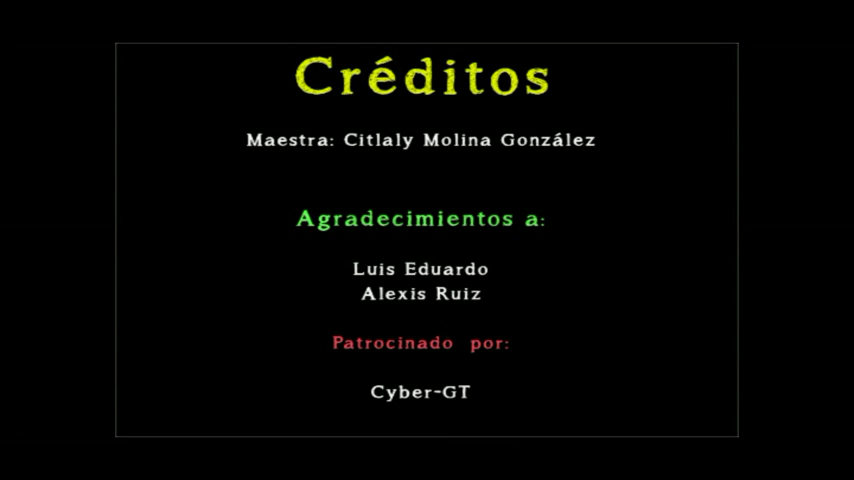 Créditos
Maestra: Citlaly Molina González
Agradecimientos a:
Luis Eduardo
Alexis Ruiz
Patrocinado por:
Cyber-GT